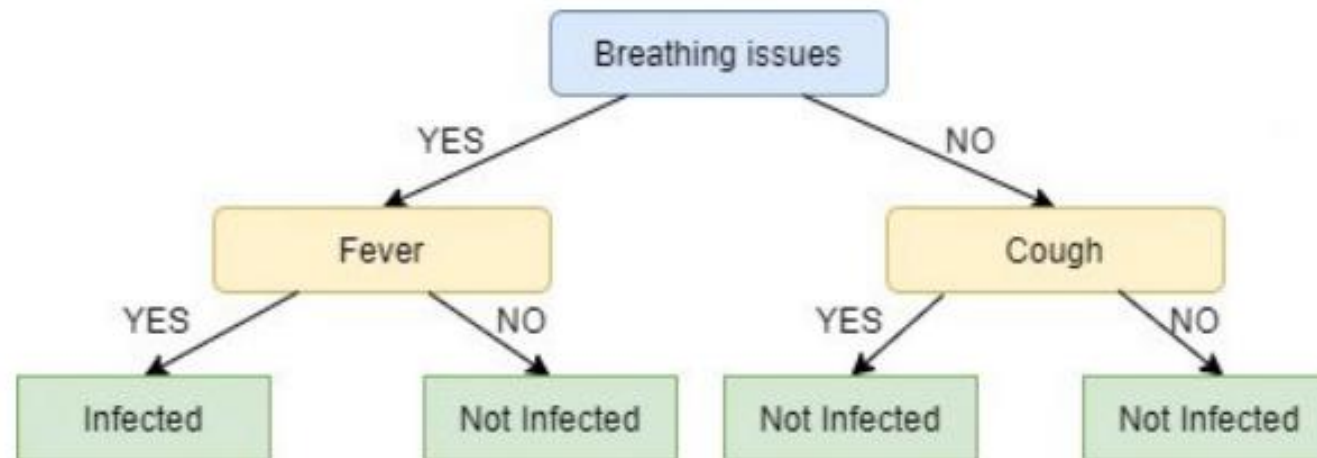 Breathing issues
YES
NO
Fever
Cough
YES
NO
YES
NO
Infected
Not Infected
Not Infected
Not Infected